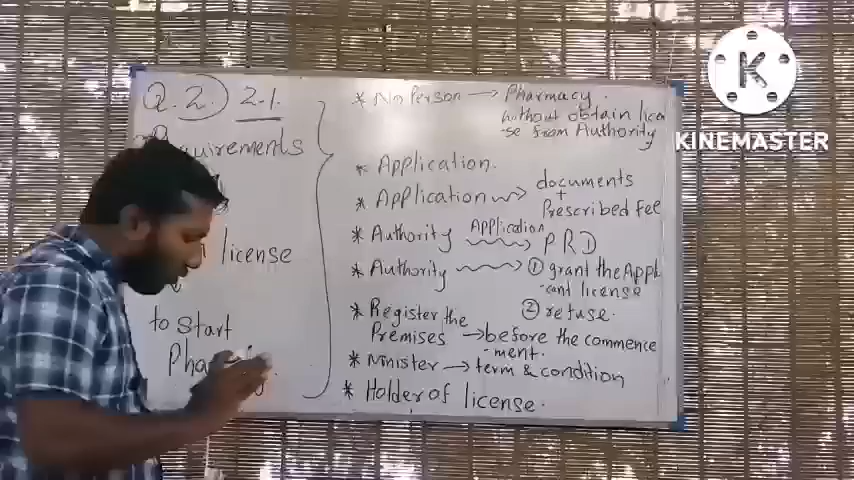 Q.2.) 2.1.
Requirements
license
to start
* No Person → Pharmacy.
without obtain licen
-se from Authority
* Application.
* Application → documents
+
Prescribed fee
* Authority Application → PRD
* Authority → ① grant the Appli
-cant license
② refuse.
* Register the
Premises → before the commence
-ment.
* Minister → term & condition
* Holder of license.
K
KINEMASTER